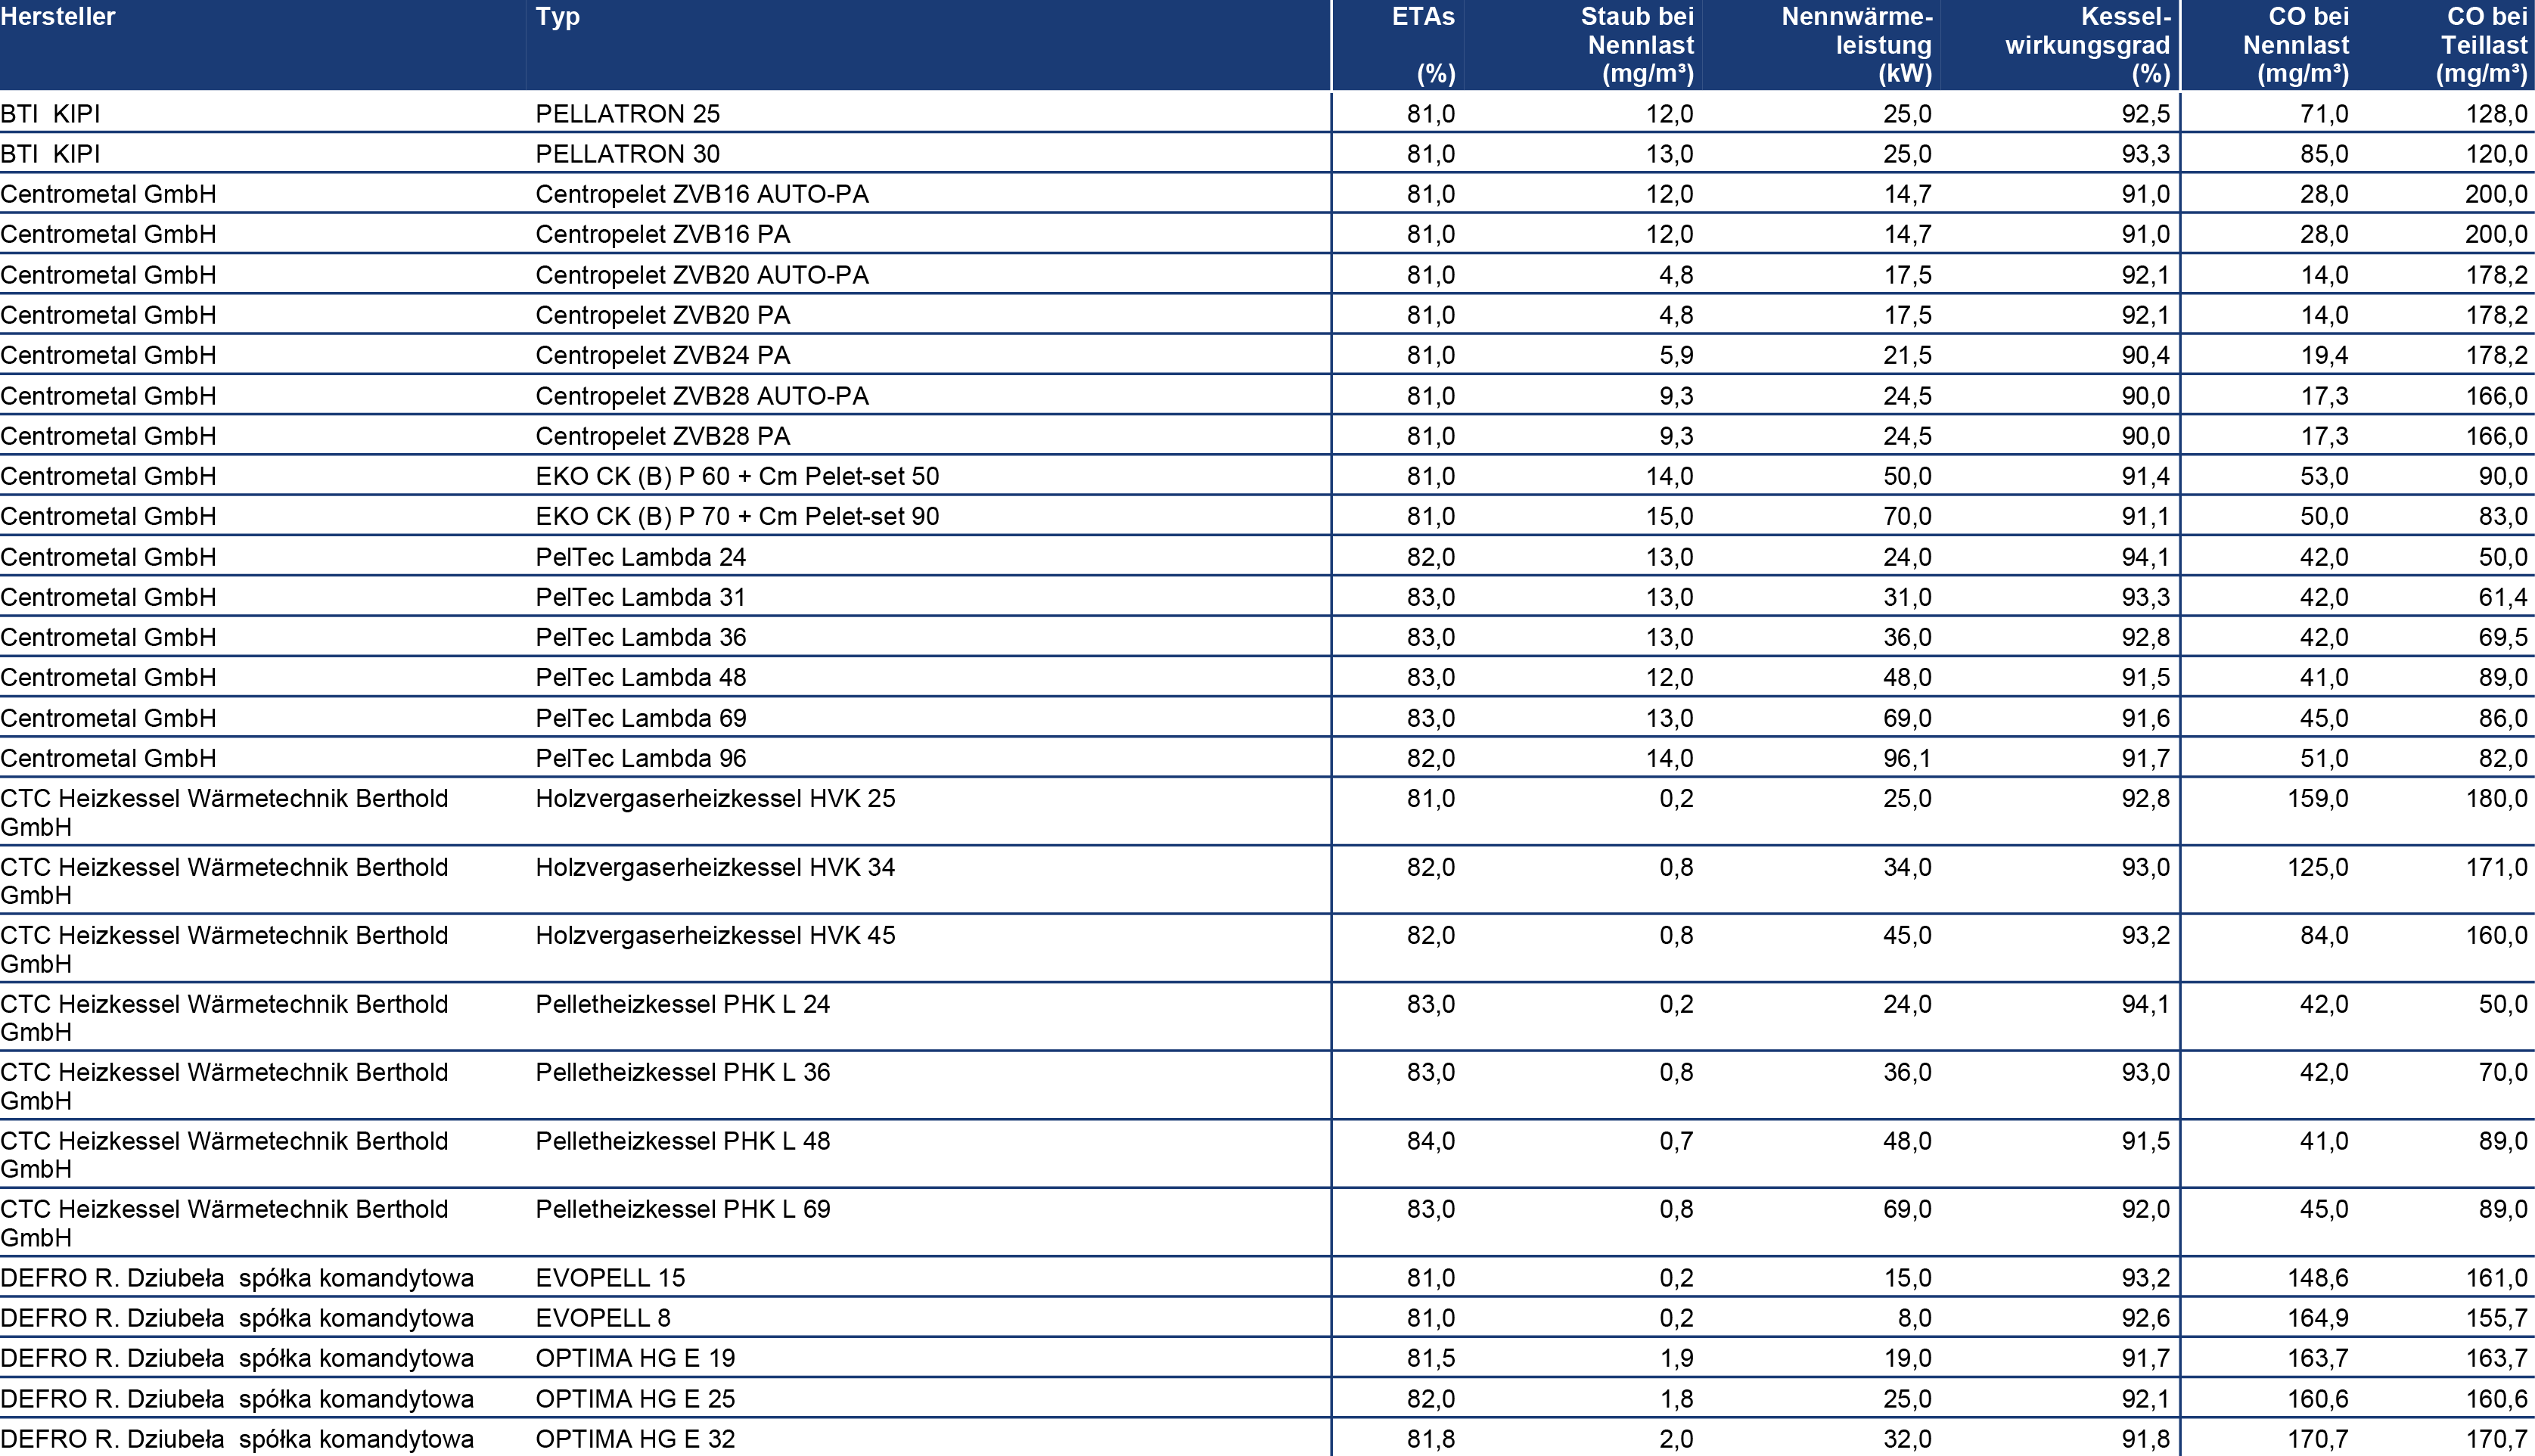 Hersteller Typ ETAs (%) Staub bei Nennlast (mg/m³) Nennwärme-leistung (kW) Kessel-wirkungsgrad (%) CO bei Nennlast (mg/m³) CO bei Teillast (mg/m³)
BTI  KIPI PELLATRON 25 81,0 12,0 25,0 92,5 71,0 128,0
BTI  KIPI PELLATRON 30 81,0 13,0 25,0 93,3 85,0 120,0
Centrometal GmbH Centropelet ZVB16 AUTO-PA 81,0 12,0 14,7 91,0 28,0 200,0
Centrometal GmbH Centropelet ZVB16 PA 81,0 12,0 14,7 91,0 28,0 200,0
Centrometal GmbH Centropelet ZVB20 AUTO-PA 81,0 4,8 17,5 92,1 14,0 178,2
Centrometal GmbH Centropelet ZVB20 PA 81,0 4,8 17,5 92,1 14,0 178,2
Centrometal GmbH Centropelet ZVB24 PA 81,0 5,9 21,5 90,4 19,4 178,2
Centrometal GmbH Centropelet ZVB28 AUTO-PA 81,0 9,3 24,5 90,0 17,3 166,0
Centrometal GmbH Centropelet ZVB28 PA 81,0 9,3 24,5 90,0 17,3 166,0
Centrometal GmbH EKO CK (B) P 60 + Cm Pelet-set 50 81,0 14,0 50,0 91,4 53,0 90,0
Centrometal GmbH EKO CK (B) P 70 + Cm Pelet-set 90 81,0 15,0 70,0 91,1 50,0 83,0
Centrometal GmbH PelTec Lambda 24 82,0 13,0 24,0 94,1 42,0 50,0
Centrometal GmbH PelTec Lambda 31 83,0 13,0 31,0 93,3 42,0 61,4
Centrometal GmbH PelTec Lambda 36 83,0 13,0 36,0 92,8 42,0 69,5
Centrometal GmbH PelTec Lambda 48 83,0 12,0 48,0 91,5 41,0 89,0
Centrometal GmbH PelTec Lambda 69 83,0 13,0 69,0 91,6 45,0 86,0
Centrometal GmbH PelTec Lambda 96 82,0 14,0 96,1 91,7 51,0 82,0
CTC Heizkessel Wärmetechnik Berthold Holzvergaserheizkessel HVK 25 81,0 0,2 25,0 92,8 159,0 180,0
GmbH
CTC Heizkessel Wärmetechnik Berthold Holzvergaserheizkessel HVK 34 82,0 0,8 34,0 93,0 125,0 171,0
GmbH
CTC Heizkessel Wärmetechnik Berthold Holzvergaserheizkessel HVK 45 82,0 0,8 45,0 93,2 84,0 160,0
GmbH
CTC Heizkessel Wärmetechnik Berthold Pelletheizkessel PHK L 24 83,0 0,2 24,0 94,1 42,0 50,0
GmbH
CTC Heizkessel Wärmetechnik Berthold Pelletheizkessel PHK L 36 83,0 0,8 36,0 93,0 42,0 70,0
GmbH
CTC Heizkessel Wärmetechnik Berthold Pelletheizkessel PHK L 48 84,0 0,7 48,0 91,5 41,0 89,0
GmbH
CTC Heizkessel Wärmetechnik Berthold Pelletheizkessel PHK L 69 83,0 0,8 69,0 92,0 45,0 89,0
GmbH
DEFRO R. Dziubeła  spółka komandytowa EVOPELL 15 81,0 0,2 15,0 93,2 148,6 161,0
DEFRO R. Dziubeła  spółka komandytowa EVOPELL 8 81,0 0,2 8,0 92,6 164,9 155,7
DEFRO R. Dziubeła  spółka komandytowa OPTIMA HG E 19 81,5 1,9 19,0 91,7 163,7 163,7
DEFRO R. Dziubeła  spółka komandytowa OPTIMA HG E 25 82,0 1,8 25,0 92,1 160,6 160,6
DEFRO R. Dziubeła  spółka komandytowa OPTIMA HG E 32 81,8 2,0 32,0 91,8 170,7 170,7